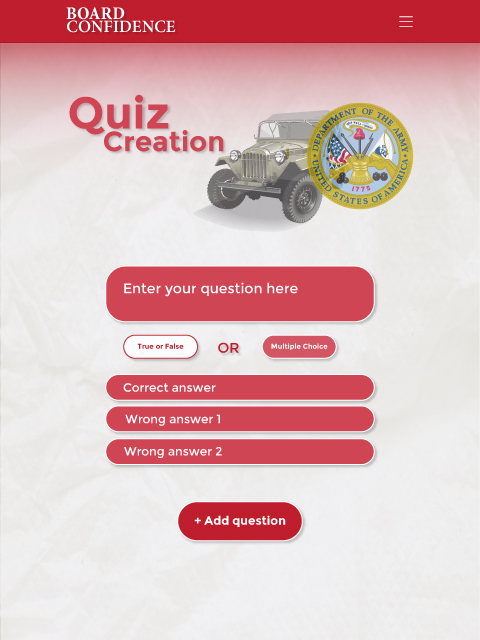 BOARD
CONFIDENCE
Quiz
Creation
DEPARTMENT OF THE ARMY
UNITED STATES OF AMERICA
1775
Enter your question here
True or False
OR
Multiple Choice
Correct answer
Wrong answer 1
Wrong answer 2
+ Add question